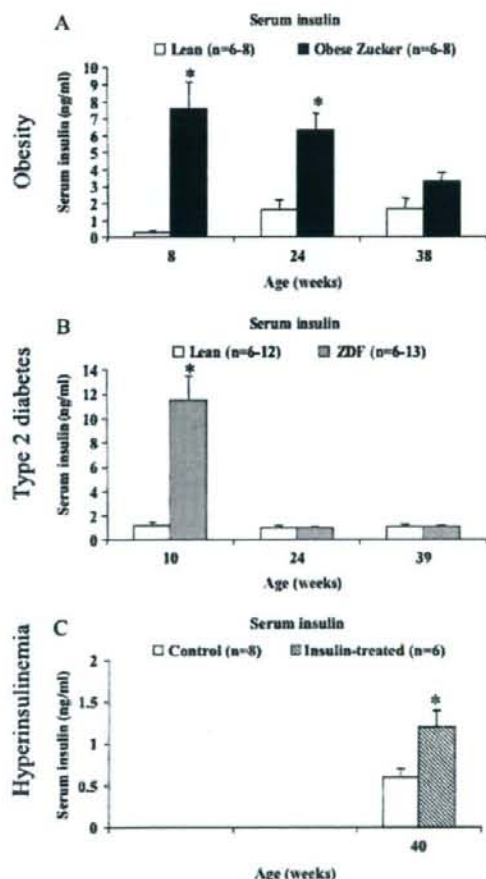 A
Serum insulin
Lean (n=6-8) Obese Zucker (n=6-8)
Obesity
Serum insulin (ng/ml)
10
9
8
7
6
5
4
3
2
1
0
*
*
8 24 38
Age (weeks)
B
Serum insulin
Lean (n=6-12) ZDF (n=6-13)
Type 2 diabetes
Serum insulin (ng/ml)
14
12
10
8
6
4
2
0
*
10 24 39
Age (weeks)
C
Serum insulin
Control (n=8) Insulin-treated (n=6)
Hyperinsulinemia
Serum insulin (ng/ml)
2
1.5
1
0.5
0
*
40
Age (weeks)